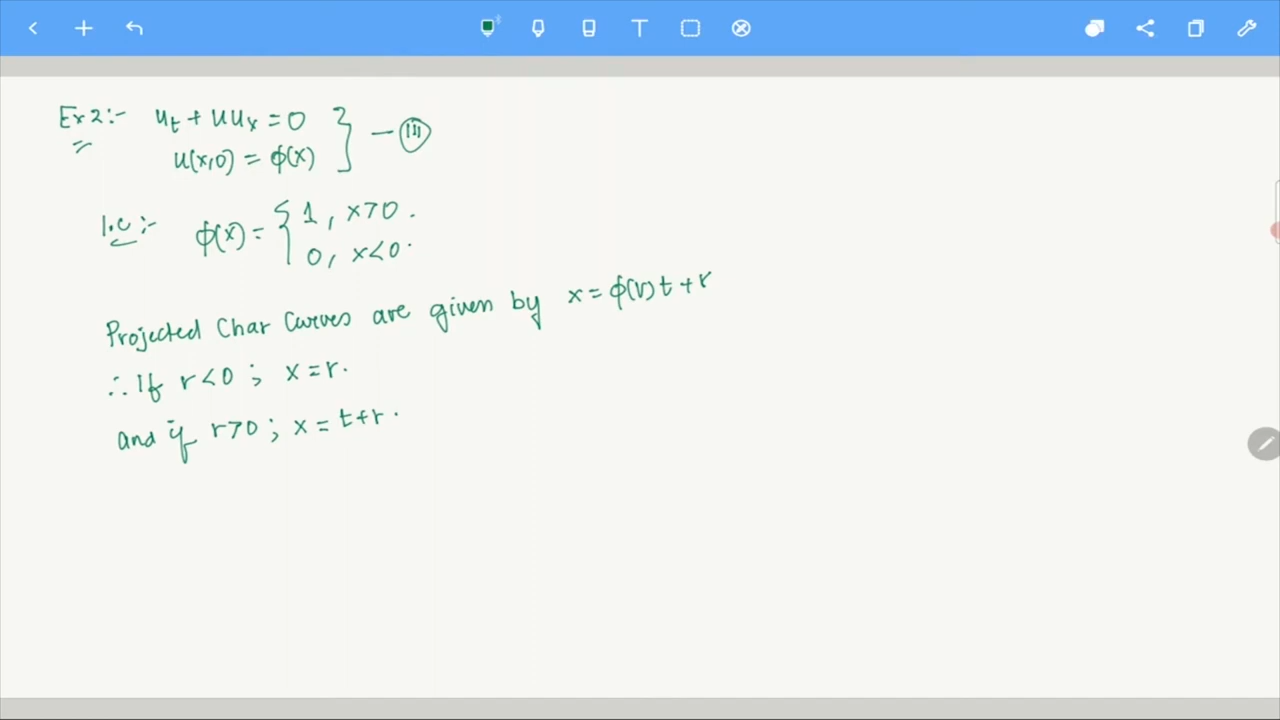 Ex 2:- u_t + u u_x = 0
u(x,0) = φ(x) } — (III)
I.C :- φ(x) = { 1, x>0.
0, x<0.
Projected Char Curves are given by x = φ(r)t + r
∴ If r<0 ; x = r.
and if r>0 ; x = t+r.